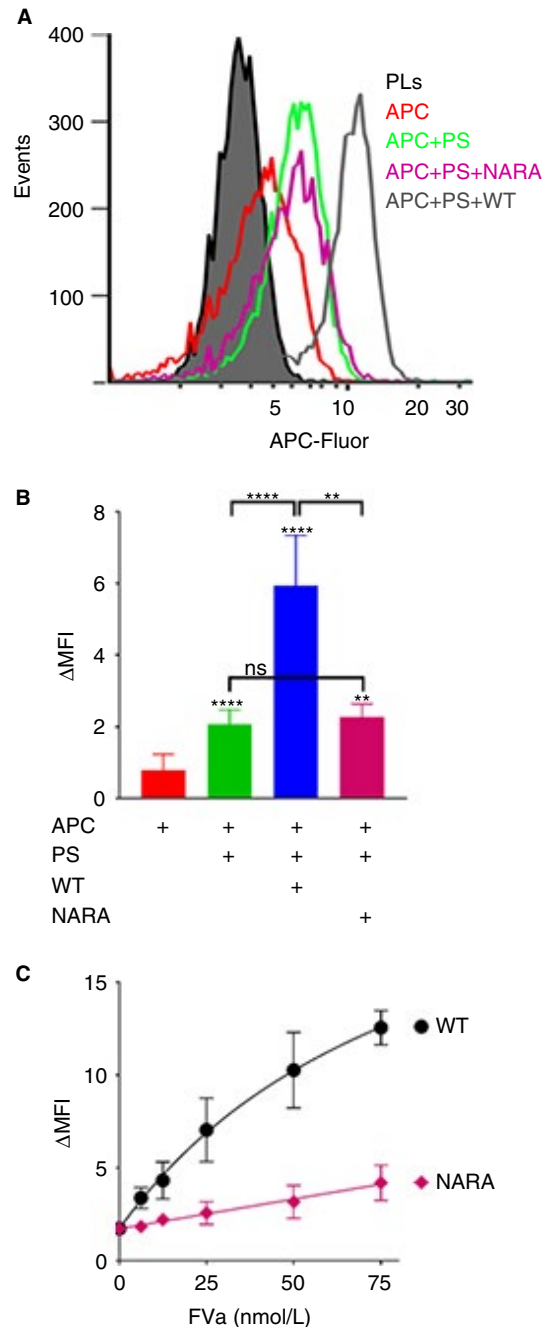 A
400
300
200
100
Events
PLs
APC
APC+PS
APC+PS+NARA
APC+PS+WT
5 10 20 30
APC-Fluor
B
8
6
4
2
0
ΔMFI
**** **
****
ns
**** **
APC + + + +
PS + + +
WT +
NARA +
C
15
10
5
0
ΔMFI
WT
NARA
0 25 50 75
FVa (nmol/L)